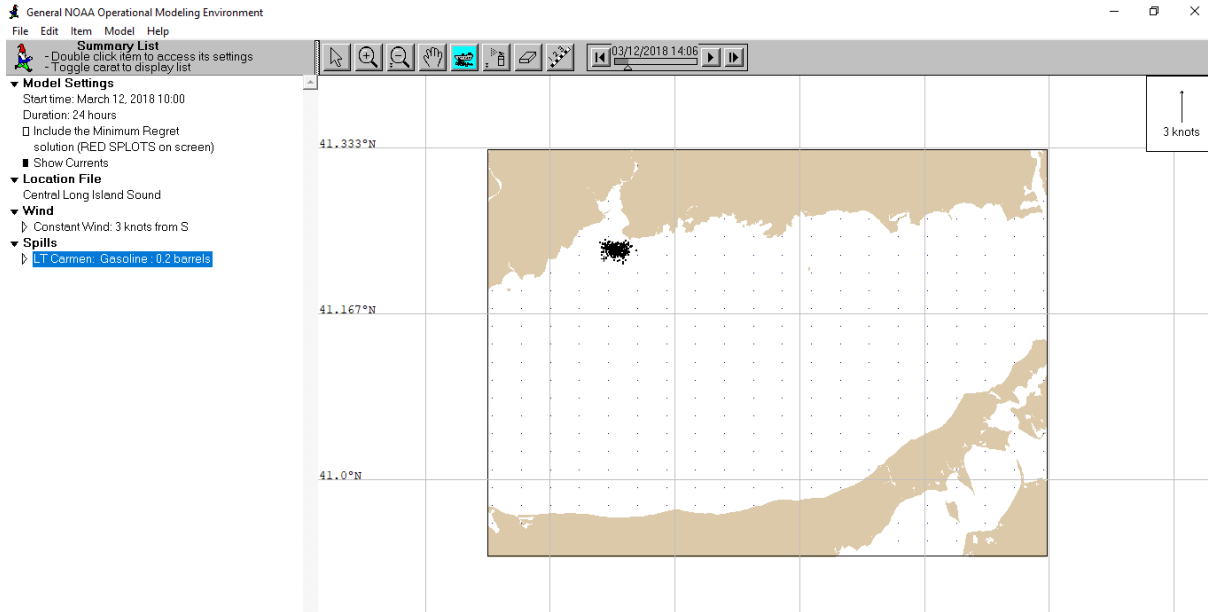 General NOAA Operational Modeling Environment
File Edit Item Model Help
Summary List
- Double click item to access its settings
- Toggle carat to display list
03/12/2018 14:06
Model Settings
Start time: March 12, 2018 10:00
Duration: 24 hours
Include the Minimum Regret
solution (RED SPLOTS on screen)
Show Currents
Location File
Central Long Island Sound
Wind
Constant Wind: 3 knots from S
Spills
LT Carmen: Gasoline : 0.2 barrels
3 knots
41.333°N
41.167°N
41.0°N